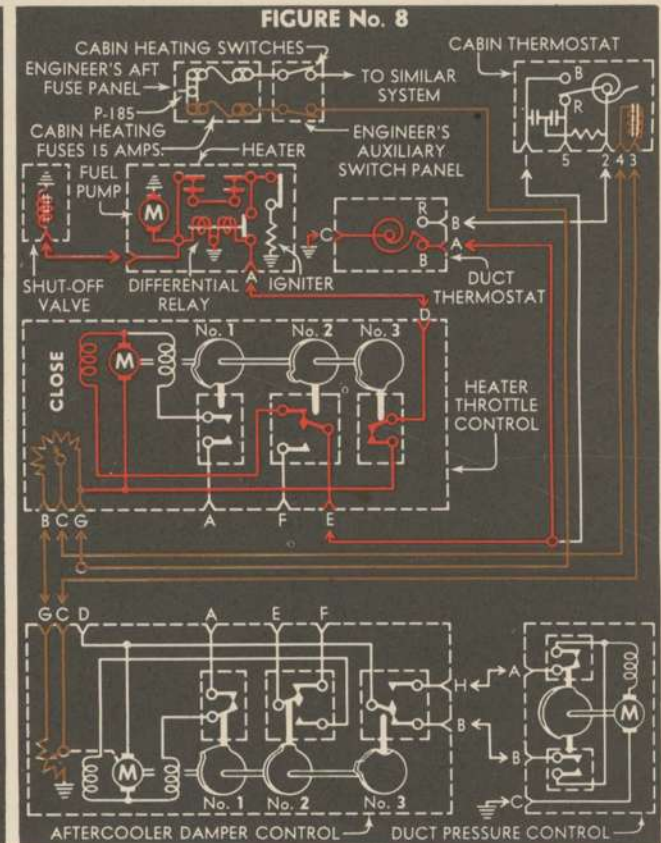 FIGURE No. 8
CABIN HEATING SWITCHES
CABIN THERMOSTAT
ENGINEER'S AFT
FUSE PANEL
TO SIMILAR
SYSTEM
B
R
P-185
CABIN HEATING
FUSES 15 AMPS.
HEATER
ENGINEER'S
AUXILIARY
SWITCH PANEL
1 5 2 4 3
FUEL
PUMP
M
C
R
B
B
A
A
SHUT-OFF
VALVE
DIFFERENTIAL
RELAY
IGNITER
DUCT
THERMOSTAT
D
No. 1
No. 2
No. 3
CLOSE
M
HEATER
THROTTLE
CONTROL
B C G
A
F
E
G C D
A
E
F
H
B
A
B
C
M
M
No. 1
No. 2
No. 3
AFTERCOOLER DAMPER CONTROL
DUCT PRESSURE CONTROL